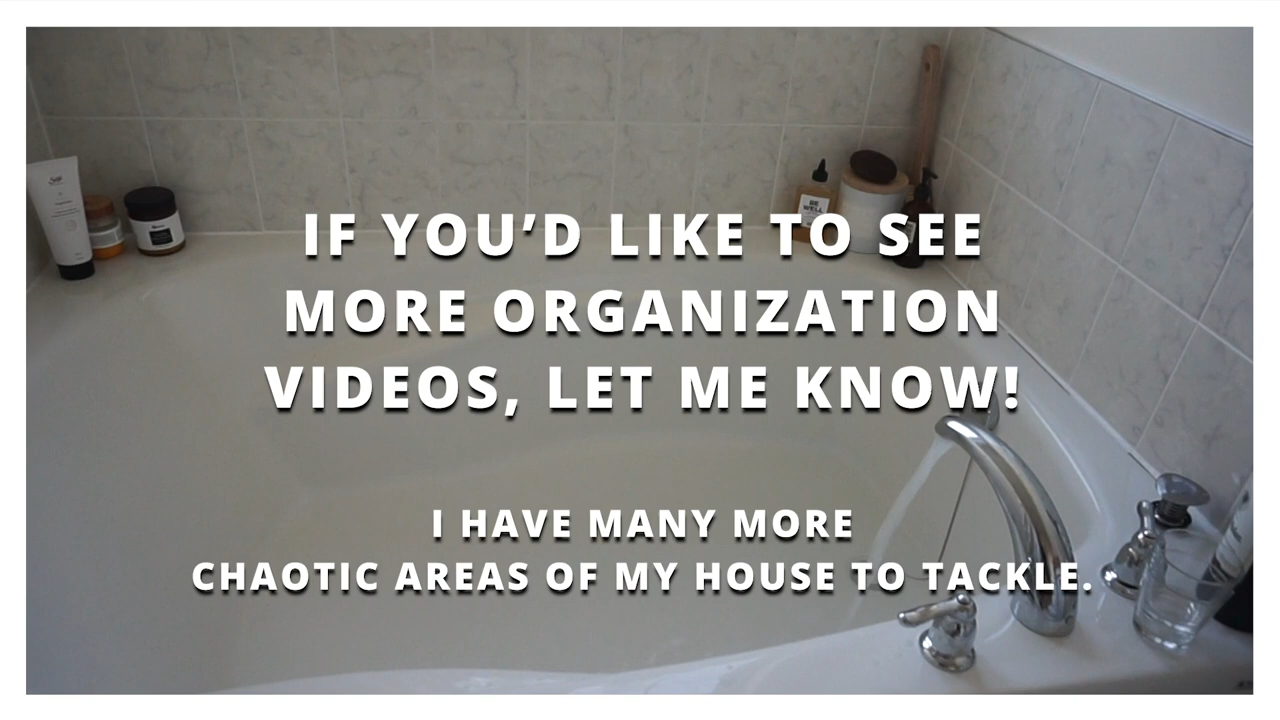 IF YOU’D LIKE TO SEE
MORE ORGANIZATION
VIDEOS, LET ME KNOW!
I HAVE MANY MORE
CHAOTIC AREAS OF MY HOUSE TO TACKLE.
BE
WELL